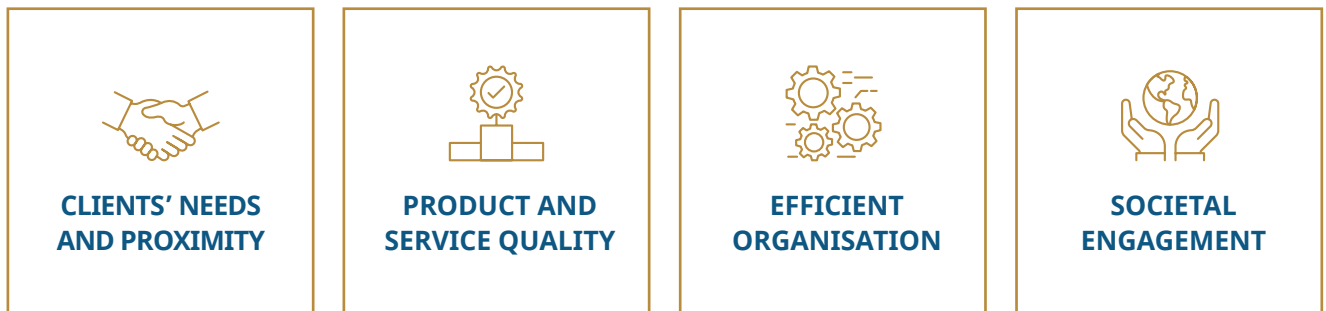 CLIENTS’ NEEDS
AND PROXIMITY
PRODUCT AND
SERVICE QUALITY
EFFICIENT
ORGANISATION
SOCIETAL
ENGAGEMENT